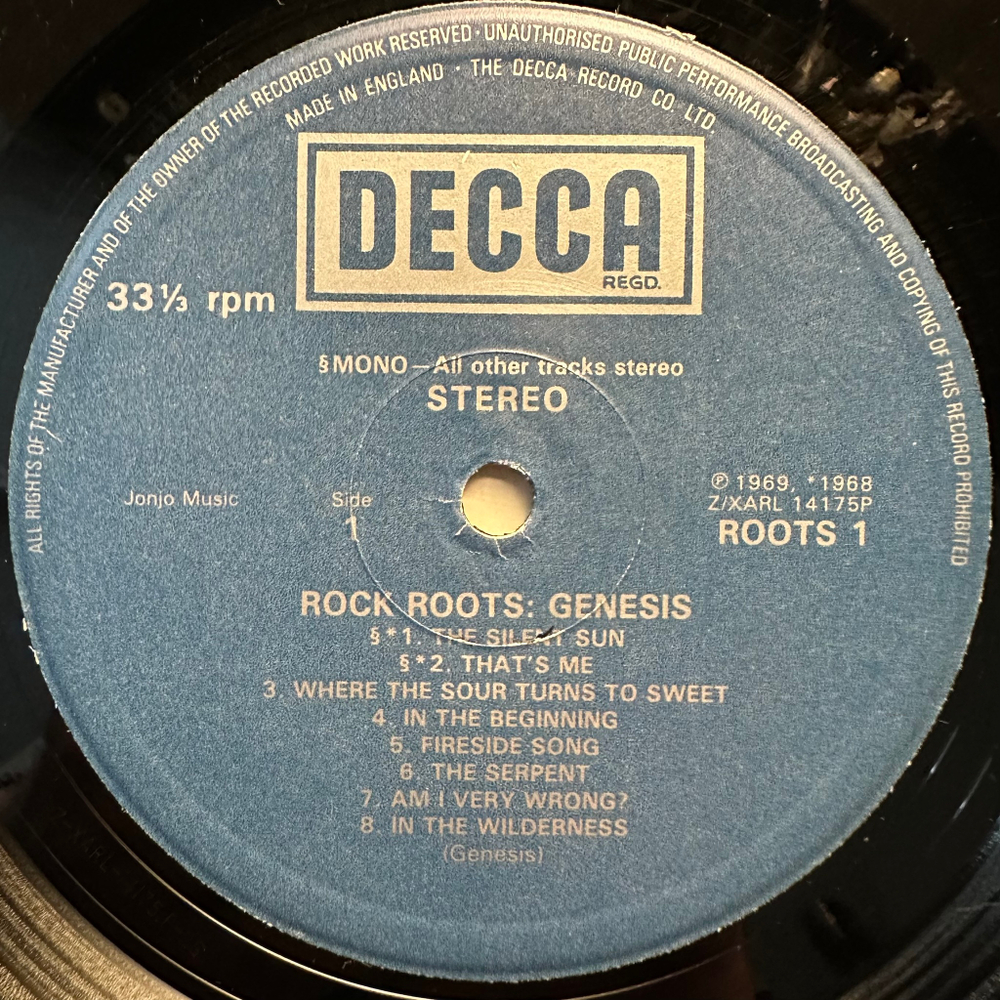 ALL RIGHTS OF THE MANUFACTURER AND OF THE OWNER OF THE RECORDED WORK RESERVED · UNAUTHORISED PUBLIC PERFORMANCE BROADCASTING AND COPYING OF THIS RECORD PROHIBITED
MADE IN ENGLAND · THE DECCA RECORD CO. LTD.
DECCA
REGD.
33⅓ rpm
§ MONO – All other tracks stereo
STEREO
Jonjo Music
Side
1
℗ 1969, *1968
Z/XARL 14175P
ROOTS 1
ROCK ROOTS: GENESIS
§*1. THE SILENT SUN
§*2. THAT'S ME
3. WHERE THE SOUR TURNS TO SWEET
4. IN THE BEGINNING
5. FIRESIDE SONG
6. THE SERPENT
7. AM I VERY WRONG?
8. IN THE WILDERNESS
(Genesis)